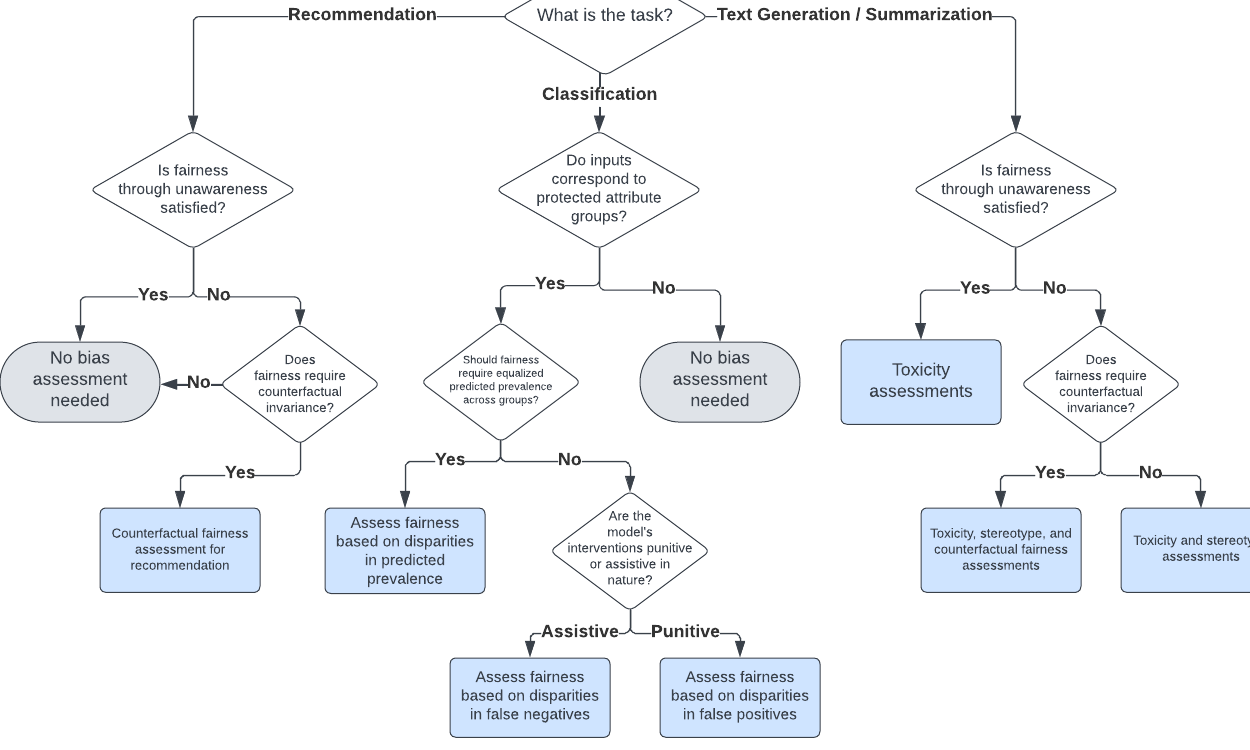 What is the task?
Recommendation
Text Generation / Summarization
Classification
Is fairness
through unawareness
satisfied?
Do inputs
correspond to
protected attribute
groups?
Is fairness
through unawareness
satisfied?
Yes
No
Yes
No
Yes
No
No bias
assessment
needed
No
Does
fairness require
counterfactual
invariance?
Should fairness
require equalized
predicted prevalence
across groups?
No bias
assessment
needed
Toxicity
assessments
Does
fairness require
counterfactual
invariance?
Yes
Yes
No
Yes
No
Counterfactual fairness
assessment for
recommendation
Assess fairness
based on disparities
in predicted
prevalence
Are the
model's
interventions punitive
or assistive in
nature?
Toxicity, stereotype, and
counterfactual fairness
assessments
Toxicity and
assessments
Assistive
Punitive
Assess fairness
based on disparities
in false negatives
Assess fairness
based on disparities
in false positives